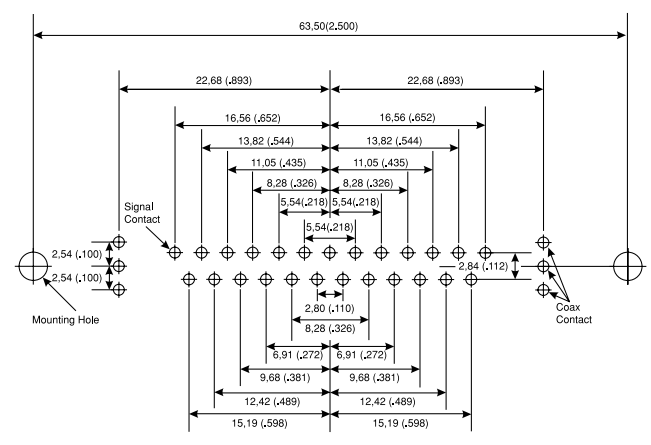 63,50(2.500)
22,68 (.893) 22,68 (.893)
16,56 (.652) 16,56 (.652)
13,82 (.544) 13,82 (.544)
11,05 (.435) 11,05 (.435)
8,28 (.326) 8,28 (.326)
5,54(.218) 5,54(.218)
Signal
Contact
5,54(.218)
2,54 (.100)
2,84 (.112)
2,54 (.100)
Mounting Hole
2,80 (.110)
Coax
Contact
8,28 (.326)
6,91 (.272) 6,91 (.272)
9,68 (.381) 9,68 (.381)
12,42 (.489) 12,42 (.489)
15,19 (.598) 15,19 (.598)